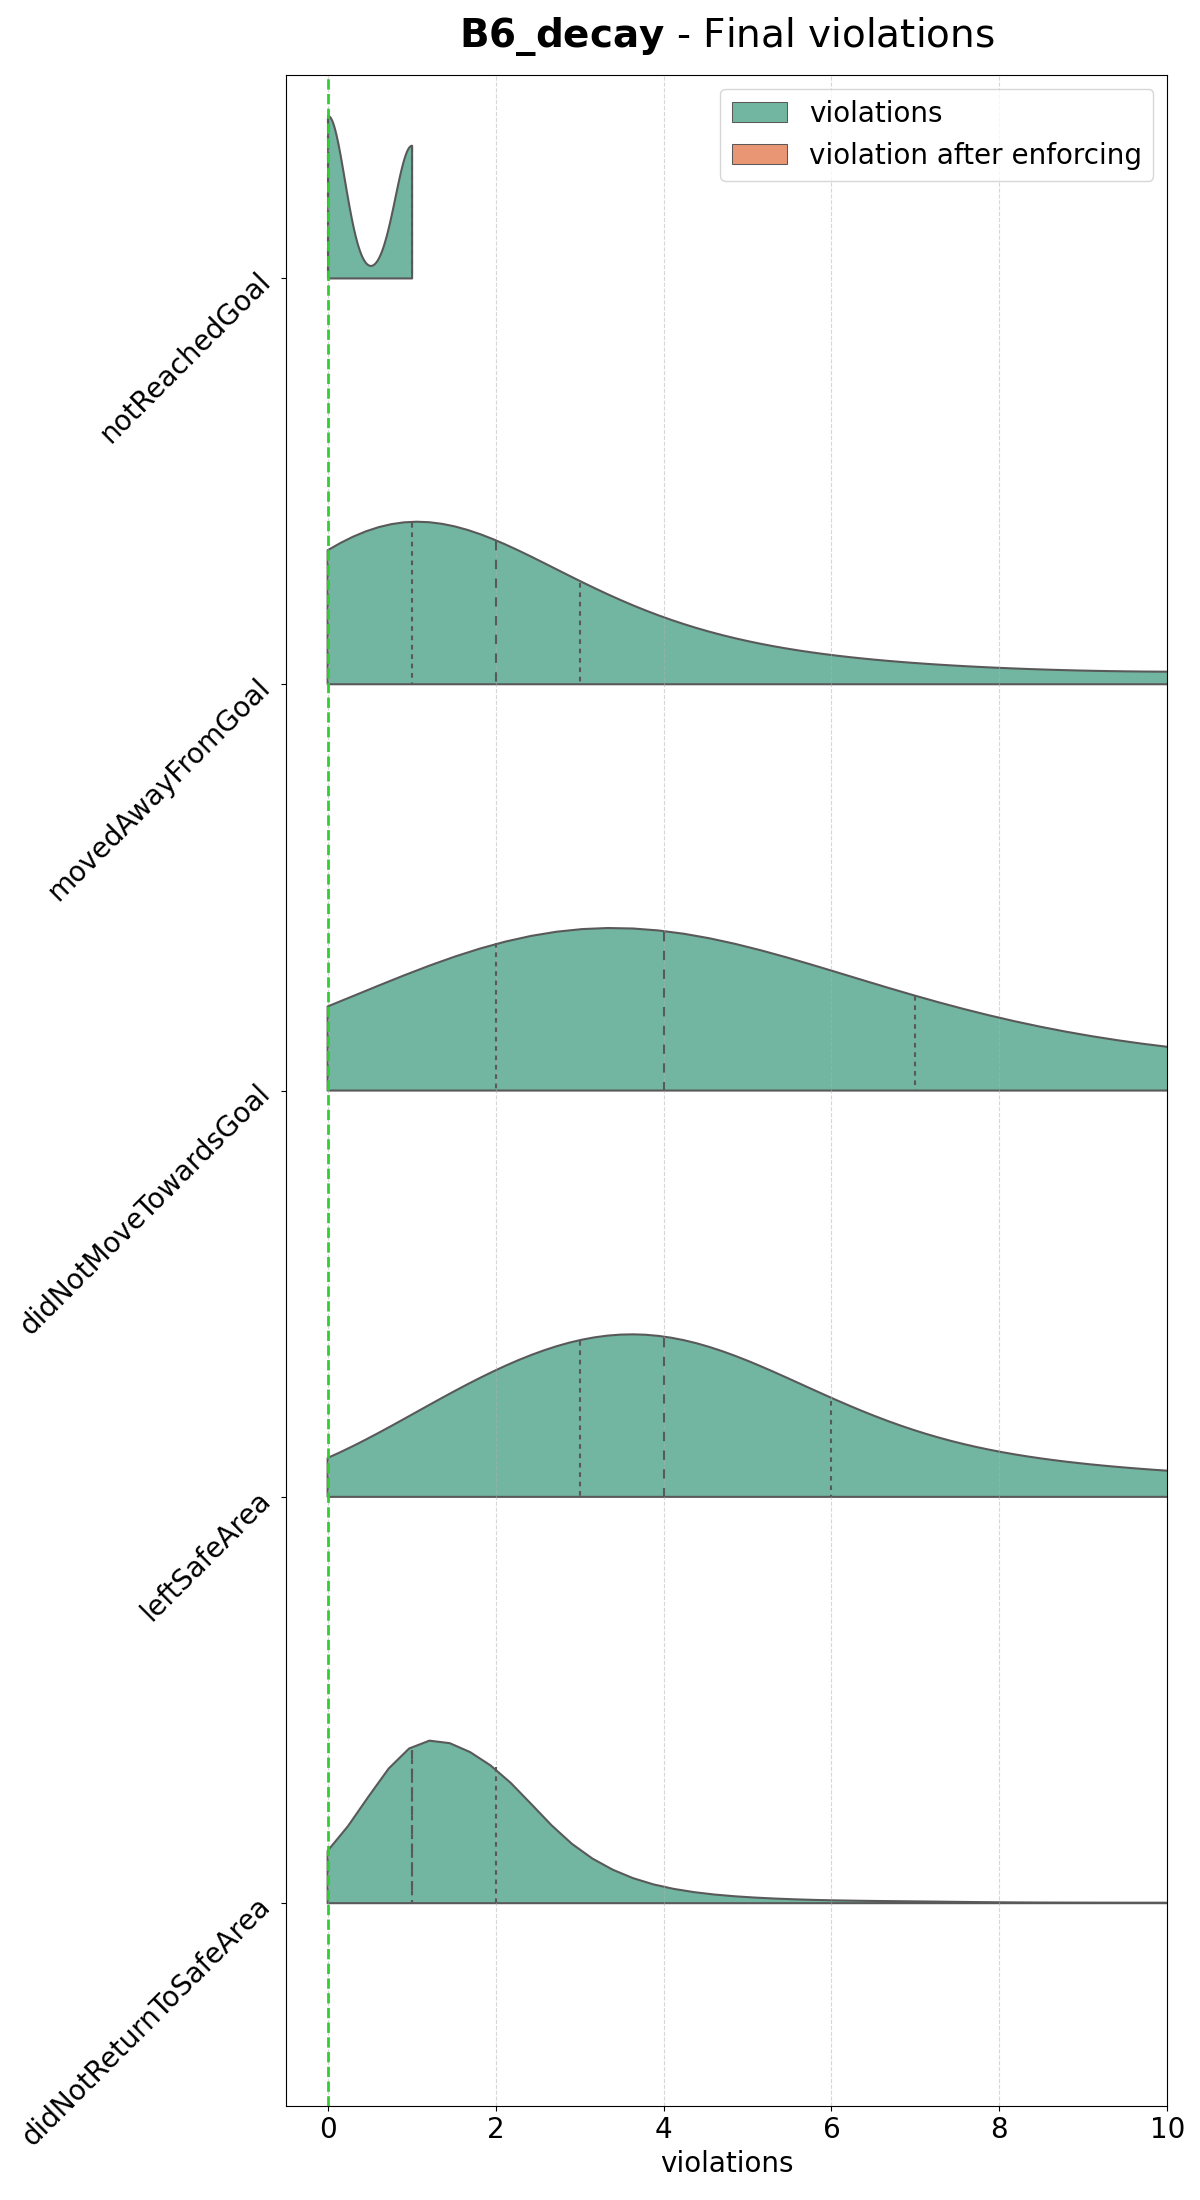 B6_decay - Final violations
violations
violation after enforcing
notReachedGoal
movedAwayFromGoal
didNotMoveTowardsGoal
leftSafeArea
didNotReturnToSafeArea
0 2 4 6 8 10
violations